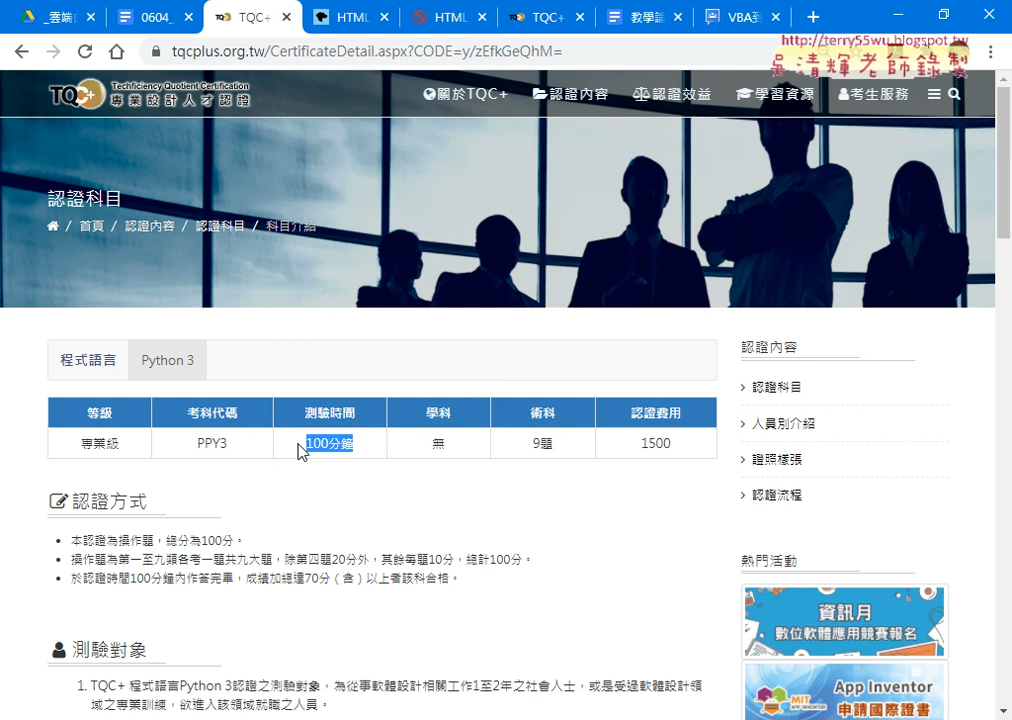 _雲端
0604_
TQC+
HTML
HTML
TQC+
教學論
VBA到
tqcplus.org.tw/CertificateDetail.aspx?CODE=y/zEfkGeQhM=
http://terry55wu.blogspot.tw
吳清輝老師錄製
TQC+ Techficiency Quotient Certification
專業設計人才認證
關於TQC+ 認證內容 認證效益 學習資源 考生服務
認證科目
/ 首頁 / 認證內容 / 認證科目 / 科目介紹
程式語言 Python 3
等級 考科代碼 測驗時間 學科 術科 認證費用
專業級 PPY3 100分鐘 無 9題 1500
認證方式
• 本認證為操作題，總分為100分。
• 操作題為第一至九類各考一題共九大題，除第四題20分外，其餘每題10分，總計100分。
• 於認證時間100分鐘內作答完畢，成績加總達70分（含）以上者該科合格。
測驗對象
1. TQC+ 程式語言Python 3認證之測驗對象，為從事軟體設計相關工作1至2年之社會人士，或是受過軟體設計領
域之專業訓練，欲進入該領域就職之人員。
認證內容
› 認證科目
› 人員別介紹
› 證照樣張
› 認證流程
熱門活動
資訊月
數位軟體應用競賽報名
MIT
APP INVENTOR
App Inventor
申請國際證書